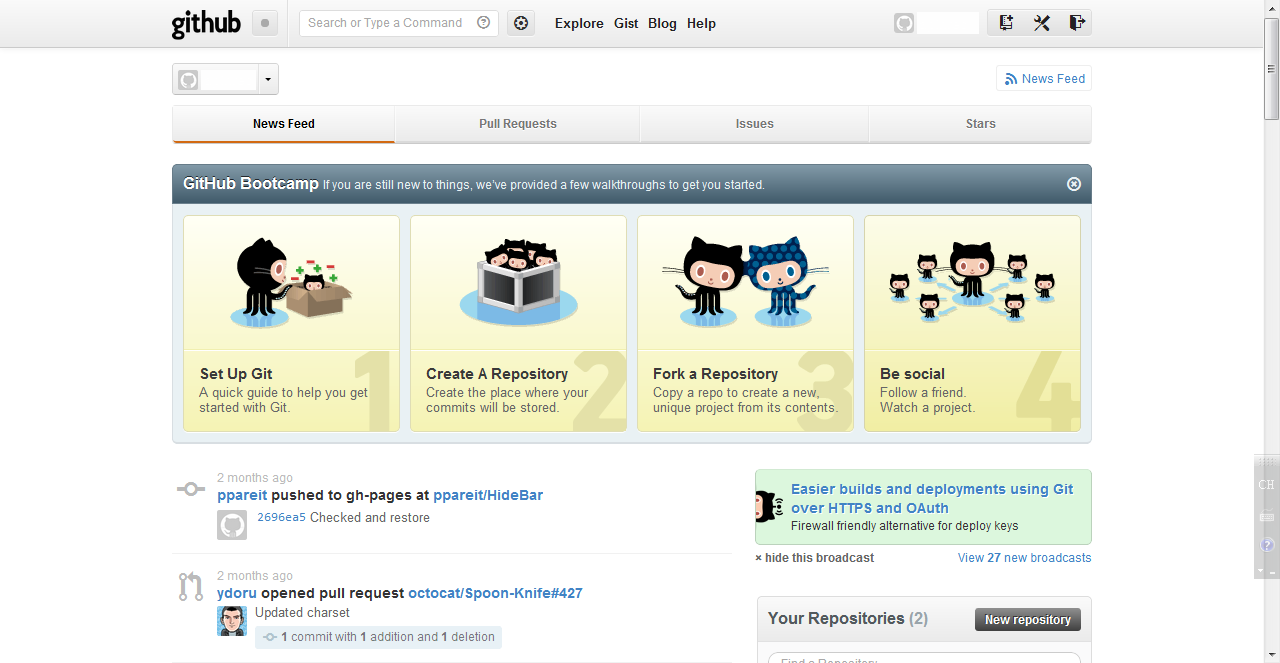 github
Search or Type a Command
Explore Gist Blog Help
News Feed
News Feed
Pull Requests
Issues
Stars
GitHub Bootcamp If you are still new to things, we've provided a few walkthroughs to get you started.
1
Set Up Git
A quick guide to help you get
started with Git.
2
Create A Repository
Create the place where your
commits will be stored.
3
Fork a Repository
Copy a repo to create a new,
unique project from its contents.
4
Be social
Follow a friend.
Watch a project.
2 months ago
ppareit pushed to gh-pages at ppareit/HideBar
2696ea5 Checked and restore
2 months ago
ydoru opened pull request octocat/Spoon-Knife#427
Updated charset
1 commit with 1 addition and 1 deletion
Easier builds and deployments using Git
over HTTPS and OAuth
Firewall friendly alternative for deploy keys
× hide this broadcast
View 27 new broadcasts
Your Repositories (2)
New repository
Find a Repository
CH